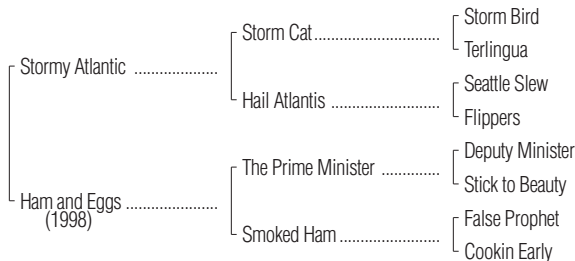 Storm Bird
Storm Cat
Terlingua
Stormy Atlantic
Seattle Slew
Hail Atlantis
Flippers
Deputy Minister
The Prime Minister
Stick to Beauty
Ham and Eggs
(1998)
False Prophet
Smoked Ham
Cookin Early